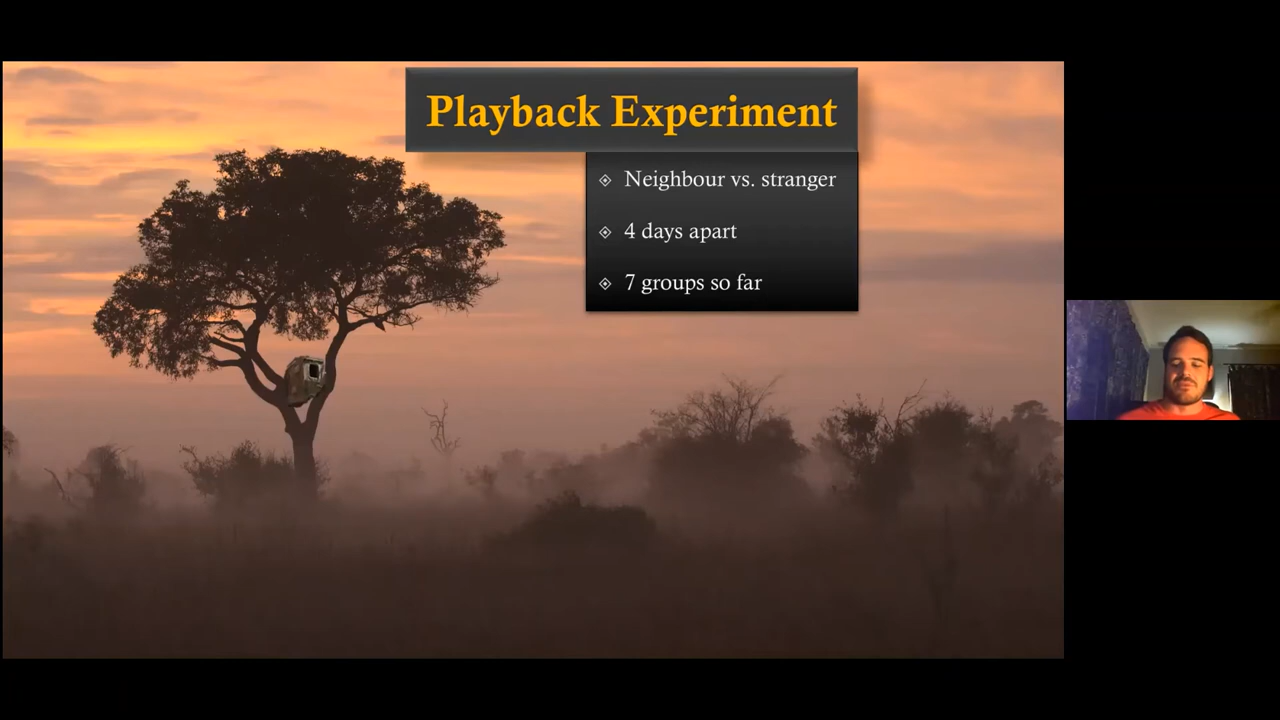 Playback Experiment
Neighbour vs. stranger
4 days apart
7 groups so far